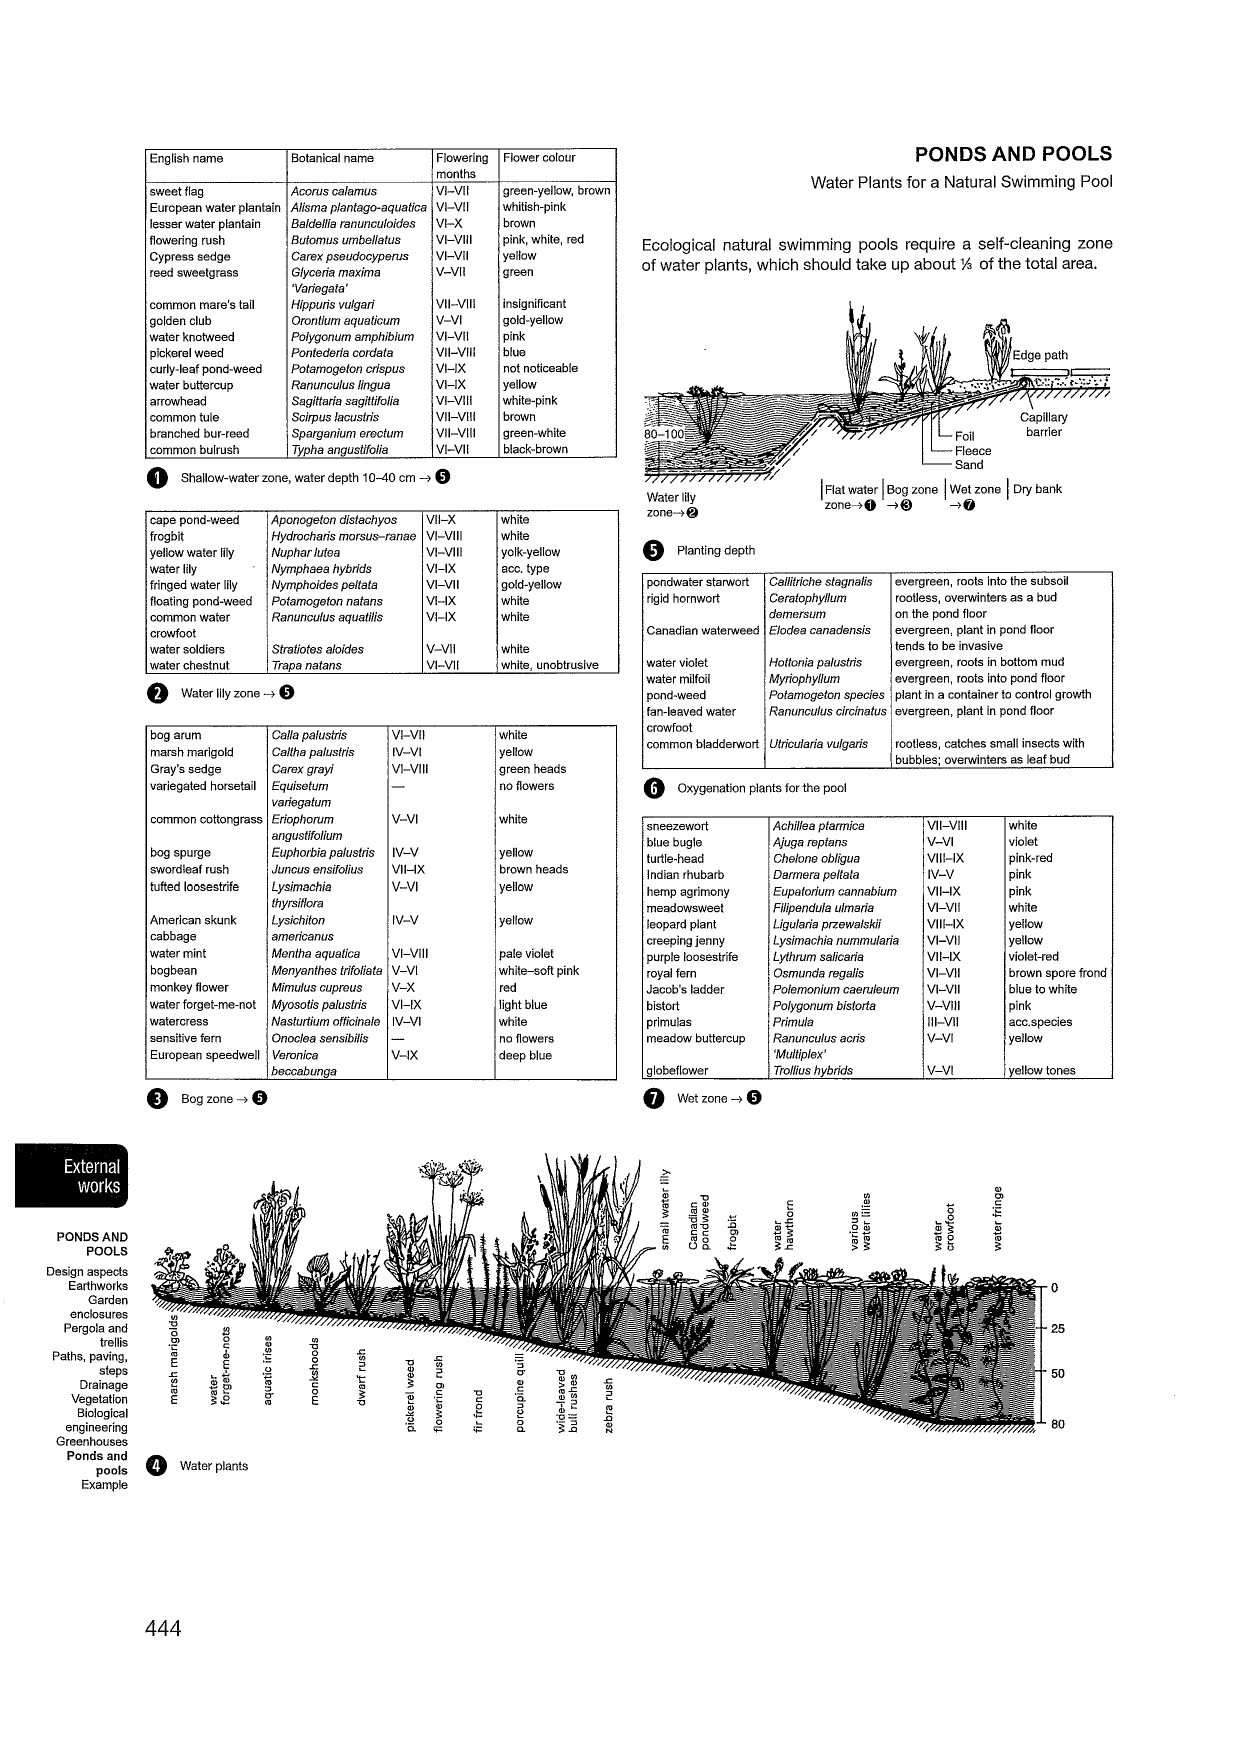 PONDS AND POOLS
Water Plants for a Natural Swimming Pool
Ecological natural swimming pools require a self-cleaning zone
of water plants, which should take up about ⅓ of the total area.
English name Botanical name Flowering months Flower colour
sweet flag Acorus calamus VI–VII green-yellow, brown
European water plantain Alisma plantago-aquatica VI–VII whitish-pink
lesser water plantain Baldellia ranunculoides VI–X brown
flowering rush Butomus umbellatus VI–VIII pink, white, red
Cypress sedge Carex pseudocyperus VI–VII yellow
reed sweetgrass Glyceria maxima V–VII green
'Variegata'
common mare's tail Hippuris vulgari VII–VIII insignificant
golden club Orontium aquaticum V–VI gold-yellow
water knotweed Polygonum amphibium VI–VII pink
pickerel weed Pontederia cordata VII–VIII blue
curly-leaf pond-weed Potamogeton crispus VI–IX not noticeable
water buttercup Ranunculus lingua VI–IX yellow
arrowhead Sagittaria sagittifolia VI–VIII white-pink
common tule Scirpus lacustris VII–VIII brown
branched bur-reed Sparganium erectum VII–VIII green-white
common bulrush Typha angustifolia VI–VII black-brown
1 Shallow-water zone, water depth 10–40 cm → 5
cape pond-weed Aponogeton distachyos VII–X white
frogbit Hydrocharis morsus–ranae VI–VIII white
yellow water lily Nuphar lutea VI–VIII yolk-yellow
water lily Nymphaea hybrids VI–IX acc. type
fringed water lily Nymphoides peltata VI–VII gold-yellow
floating pond-weed Potamogeton natans VI–IX white
common water Ranunculus aquatilis VI–IX white
crowfoot
water soldiers Stratiotes aloides V–VII white
water chestnut Trapa natans VI–VII white, unobtrusive
2 Water lily zone → 5
bog arum Calla palustris VI–VII white
marsh marigold Caltha palustris IV–VI yellow
Gray's sedge Carex grayi VI–VIII green heads
variegated horsetail Equisetum — no flowers
variegatum
common cottongrass Eriophorum V–VI white
angustifolium
bog spurge Euphorbia palustris IV–V yellow
swordleaf rush Juncus ensifolius VII–IX brown heads
tufted loosestrife Lysimachia V–VI yellow
thyrsiflora
American skunk Lysichiton IV–V yellow
cabbage americanus
water mint Mentha aquatica VI–VIII pale violet
bogbean Menyanthes trifoliata V–VI white–soft pink
monkey flower Mimulus cupreus V–X red
water forget-me-not Myosotis palustris VI–IX light blue
watercress Nasturtium officinale IV–VI white
sensitive fern Onoclea sensibilis — no flowers
European speedwell Veronica V–IX deep blue
beccabunga
3 Bog zone → 5
Edge path
80–100
Capillary
barrier
Foil
Fleece
Sand
Water lily
zone→2
Flat water
zone→1
Bog zone
→3
Wet zone
→7
Dry bank
5 Planting depth
pondwater starwort Callitriche stagnalis evergreen, roots into the subsoil
rigid hornwort Ceratophyllum rootless, overwinters as a bud
demersum on the pond floor
Canadian waterweed Elodea canadensis evergreen, plant in pond floor
tends to be invasive
water violet Hottonia palustris evergreen, roots in bottom mud
water milfoil Myriophyllum evergreen, roots into pond floor
pond-weed Potamogeton species plant in a container to control growth
fan-leaved water Ranunculus circinatus evergreen, plant in pond floor
crowfoot
common bladderwort Utricularia vulgaris rootless, catches small insects with
bubbles; overwinters as leaf bud
6 Oxygenation plants for the pool
sneezewort Achillea ptarmica VII–VIII white
blue bugle Ajuga reptans V–VI violet
turtle-head Chelone obligua VIII–IX pink-red
Indian rhubarb Darmera peltata IV–V pink
hemp agrimony Eupatorium cannabium VII–IX pink
meadowsweet Filipendula ulmaria VI–VII white
leopard plant Ligularia przewalskii VIII–IX yellow
creeping jenny Lysimachia nummularia VI–VII yellow
purple loosestrife Lythrum salicaria VII–IX violet-red
royal fern Osmunda regalis VI–VII brown spore frond
Jacob's ladder Polemonium caeruleum VI–VII blue to white
bistort Polygonum bistorta V–VIII pink
primulas Primula III–VII acc.species
meadow buttercup Ranunculus acris V–VI yellow
'Multiplex'
globeflower Trollius hybrids V–VI yellow tones
7 Wet zone → 5
External
works
PONDS AND
POOLS
Design aspects
Earthworks
Garden
enclosures
Pergola and
trellis
Paths, paving,
steps
Drainage
Vegetation
Biological
engineering
Greenhouses
Ponds and
pools
Example
marsh marigolds
water
forget-me-nots
aquatic irises
monkshoods
dwarf rush
pickerel weed
flowering rush
fir frond
porcupine quill
wide-leaved
bull rushes
zebra rush
small water lily
Canadian
pondweed
frogbit
water
hawthorn
various
water lilies
water
crowfoot
water fringe
0
25
50
80
4 Water plants
444